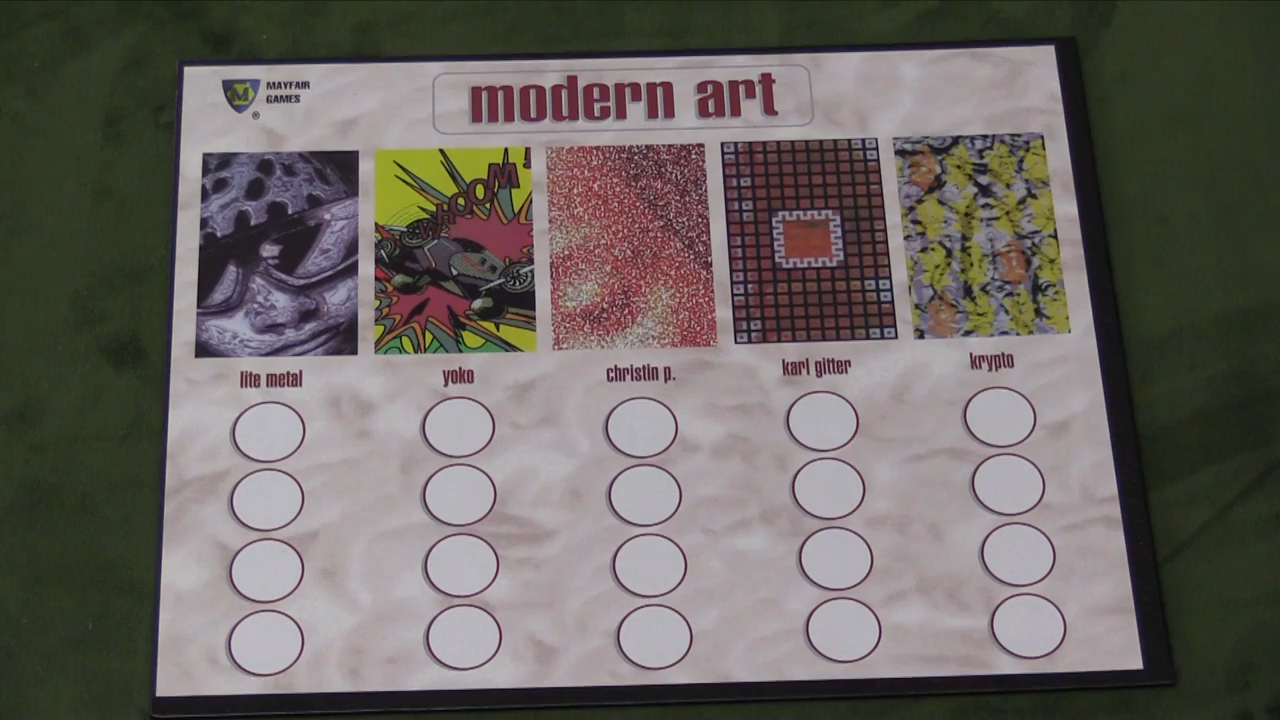 MAYFAIR
GAMES
®
modern art
WHOOM!
lite metal
yoko
christin p.
karl gitter
krypto